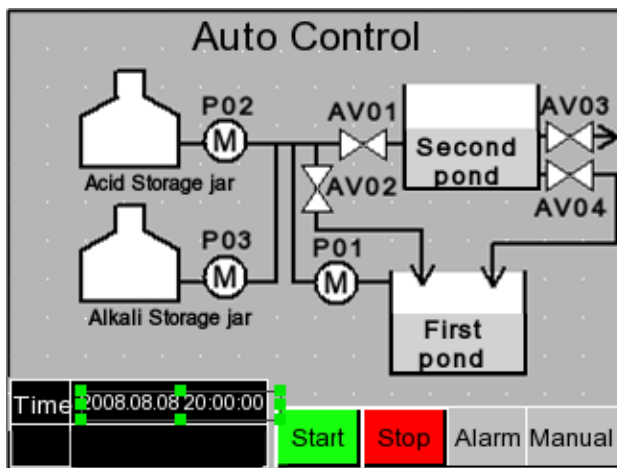 Auto Control
P02
M
Acid Storage jar
AV01
AV03
Second
pond
AV02
AV04
P03
M
Alkali Storage jar
P01
M
First
pond
Time 2008.08.08 20:00:00
Start Stop Alarm Manual